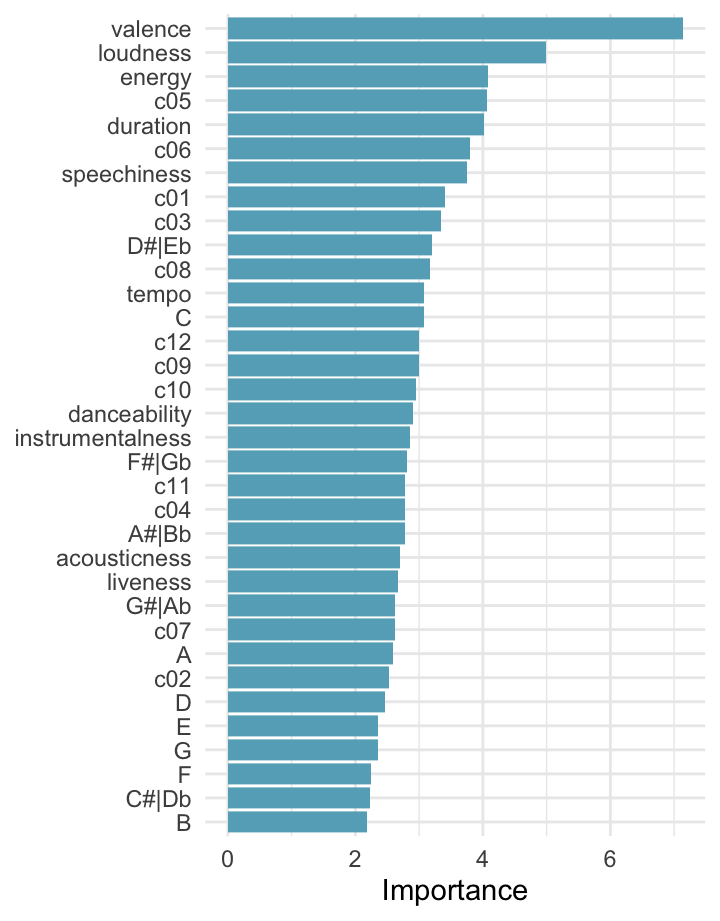 valence
loudness
energy
c05
duration
c06
speechiness
c01
c03
D#|Eb
c08
tempo
C
c12
c09
c10
danceability
instrumentalness
F#|Gb
c11
c04
A#|Bb
acousticness
liveness
G#|Ab
c07
A
c02
D
E
G
F
C#|Db
B
0 2 4 6
Importance